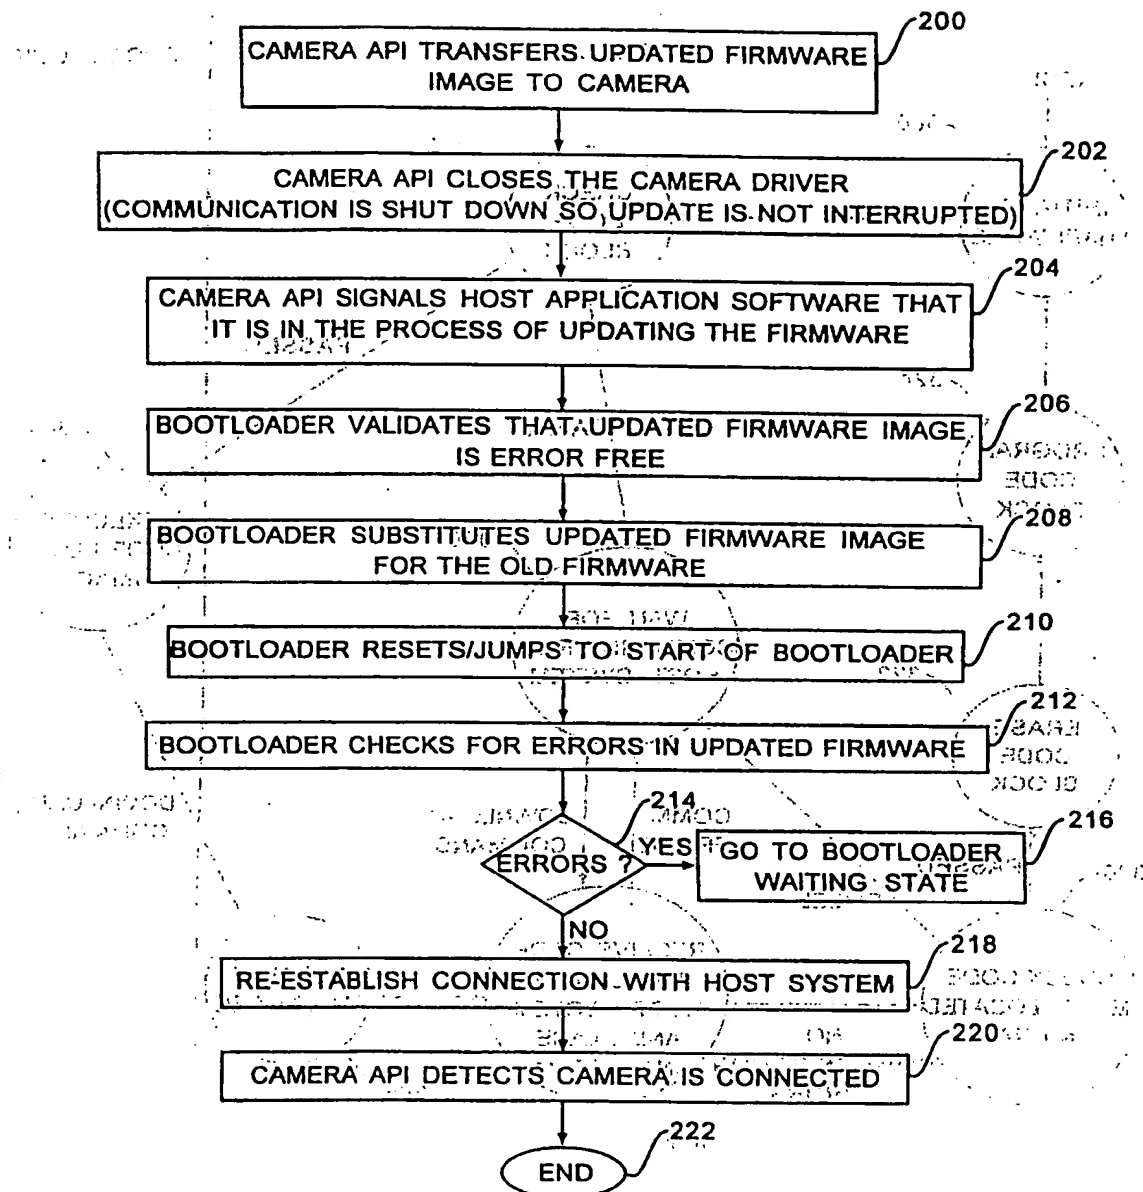 200
CAMERA API TRANSFERS UPDATED FIRMWARE
IMAGE TO CAMERA
202
CAMERA API CLOSES THE CAMERA DRIVER
(COMMUNICATION IS SHUT DOWN SO UPDATE IS NOT INTERRUPTED)
204
CAMERA API SIGNALS HOST APPLICATION SOFTWARE THAT
IT IS IN THE PROCESS OF UPDATING THE FIRMWARE
206
BOOTLOADER VALIDATES THAT UPDATED FIRMWARE IMAGE
IS ERROR FREE
208
BOOTLOADER SUBSTITUTES UPDATED FIRMWARE IMAGE
FOR THE OLD FIRMWARE
210
BOOTLOADER RESETS/JUMPS TO START OF BOOTLOADER
212
BOOTLOADER CHECKS FOR ERRORS IN UPDATED FIRMWARE
214
ERRORS ?
YES
216
GO TO BOOTLOADER
WAITING STATE
NO
218
RE-ESTABLISH CONNECTION WITH HOST SYSTEM
220
CAMERA API DETECTS CAMERA IS CONNECTED
222
END